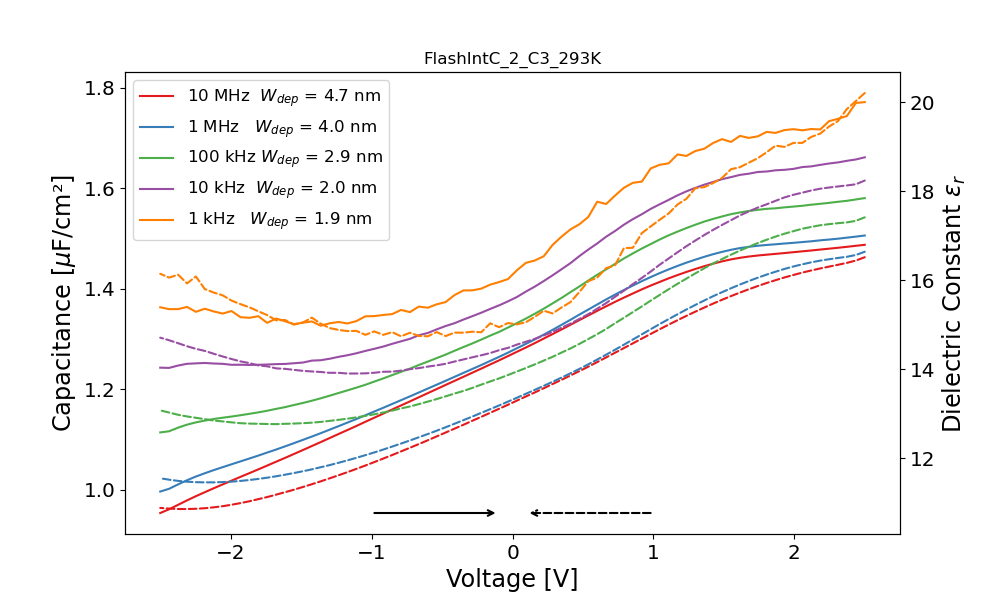 FlashIntC_2_C3_293K
10 MHz W_dep = 4.7 nm
1 MHz W_dep = 4.0 nm
100 kHz W_dep = 2.9 nm
10 kHz W_dep = 2.0 nm
1 kHz W_dep = 1.9 nm
Capacitance [μF/cm²]
1.8
1.6
1.4
1.2
1.0
Dielectric Constant ε_r
20
18
16
14
12
−2
−1
0
1
2
Voltage [V]